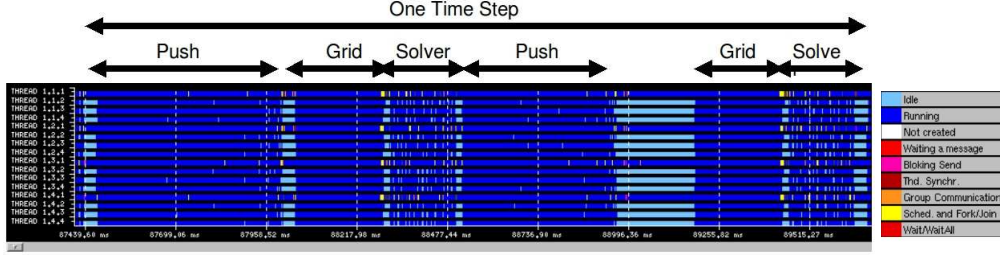 One Time Step
Push Grid Solver Push Grid Solve
THREAD 1.1.1
THREAD 1.1.2
THREAD 1.1.3
THREAD 1.1.4
THREAD 1.2.1
THREAD 1.2.2
THREAD 1.2.3
THREAD 1.2.4
THREAD 1.3.1
THREAD 1.3.2
THREAD 1.3.3
THREAD 1.3.4
THREAD 1.4.1
THREAD 1.4.2
THREAD 1.4.3
THREAD 1.4.4
87439,60 ms 87699,06 ms 87958,52 ms 88217,98 ms 88477,44 ms 88736,90 ms 88996,36 ms 89255,82 ms 89515,27 ms
Idle
Running
Not created
Waiting a message
Bloking Send
Thd. Synchr.
Group Communication
Sched. and Fork/Join
Wait/WaitAll